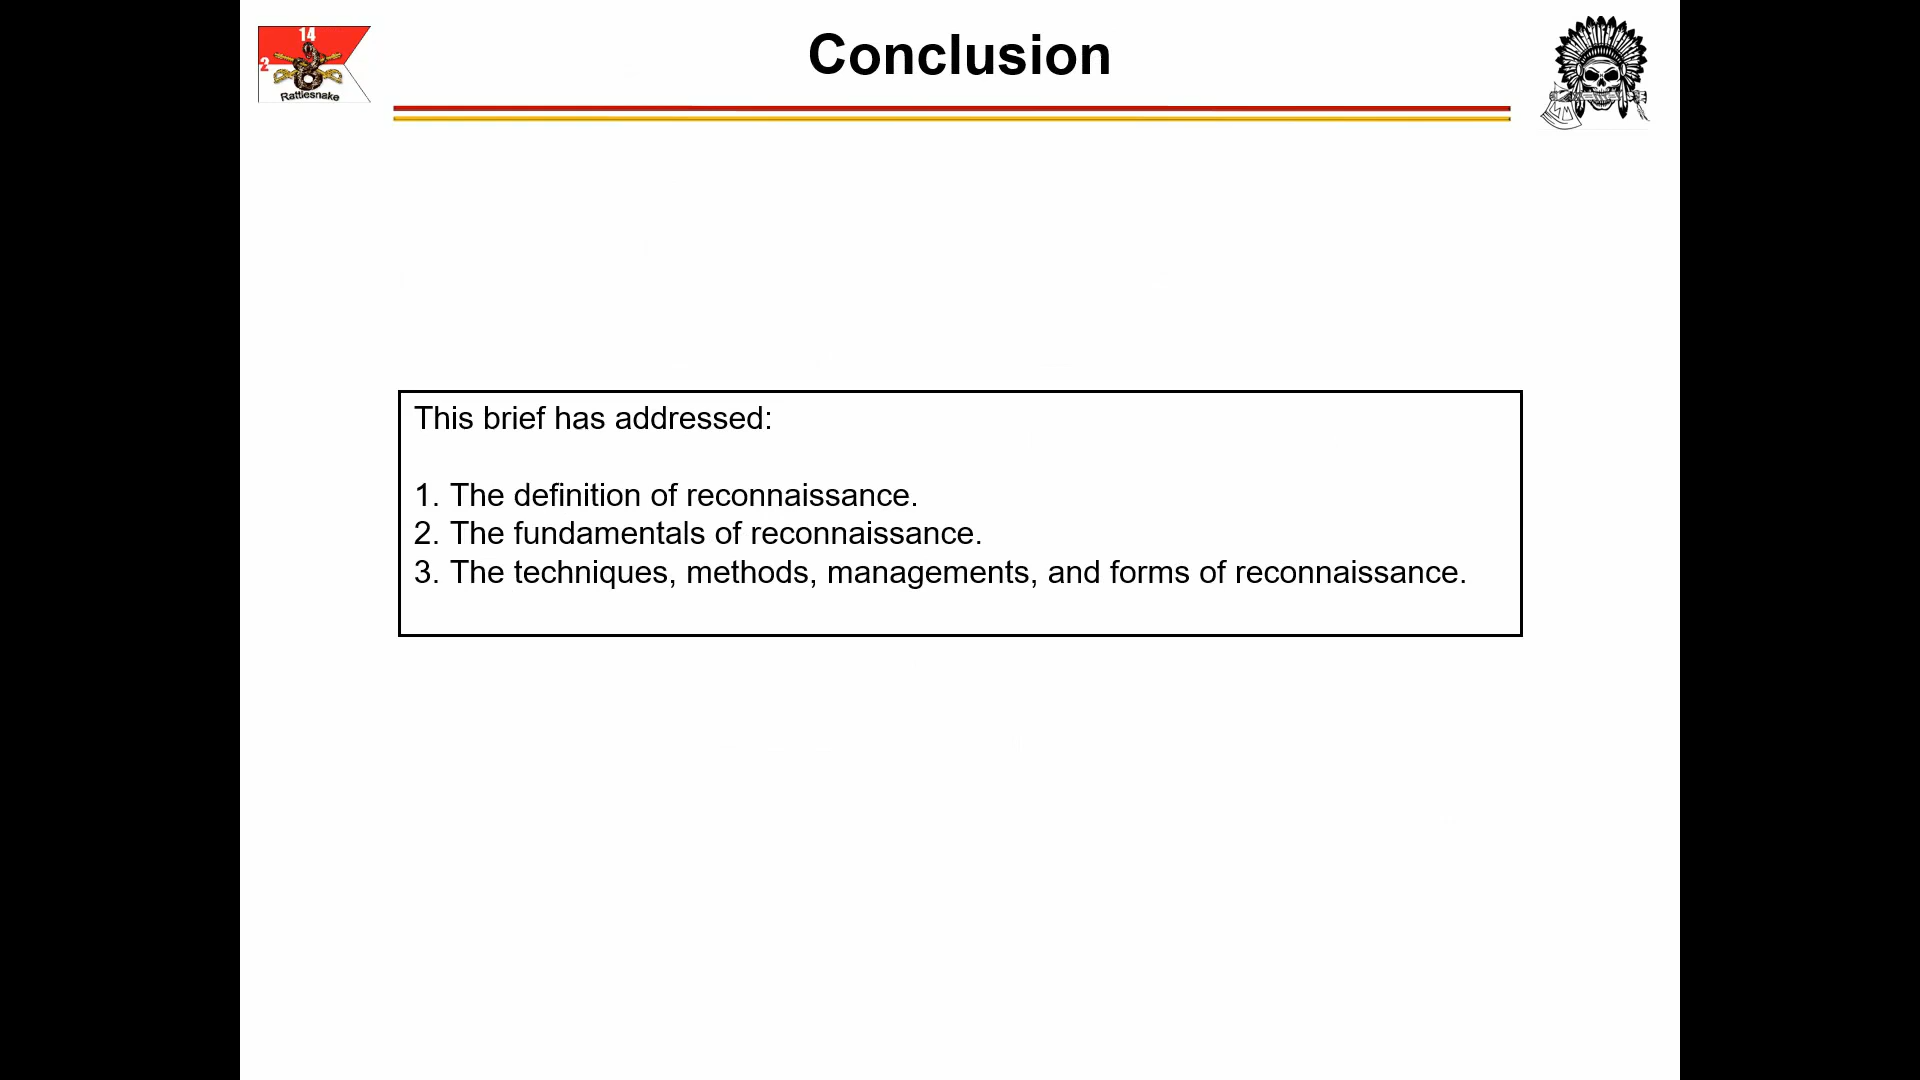 14
2
Rattlesnake
Conclusion
This brief has addressed:
1. The definition of reconnaissance.
2. The fundamentals of reconnaissance.
3. The techniques, methods, managements, and forms of reconnaissance.